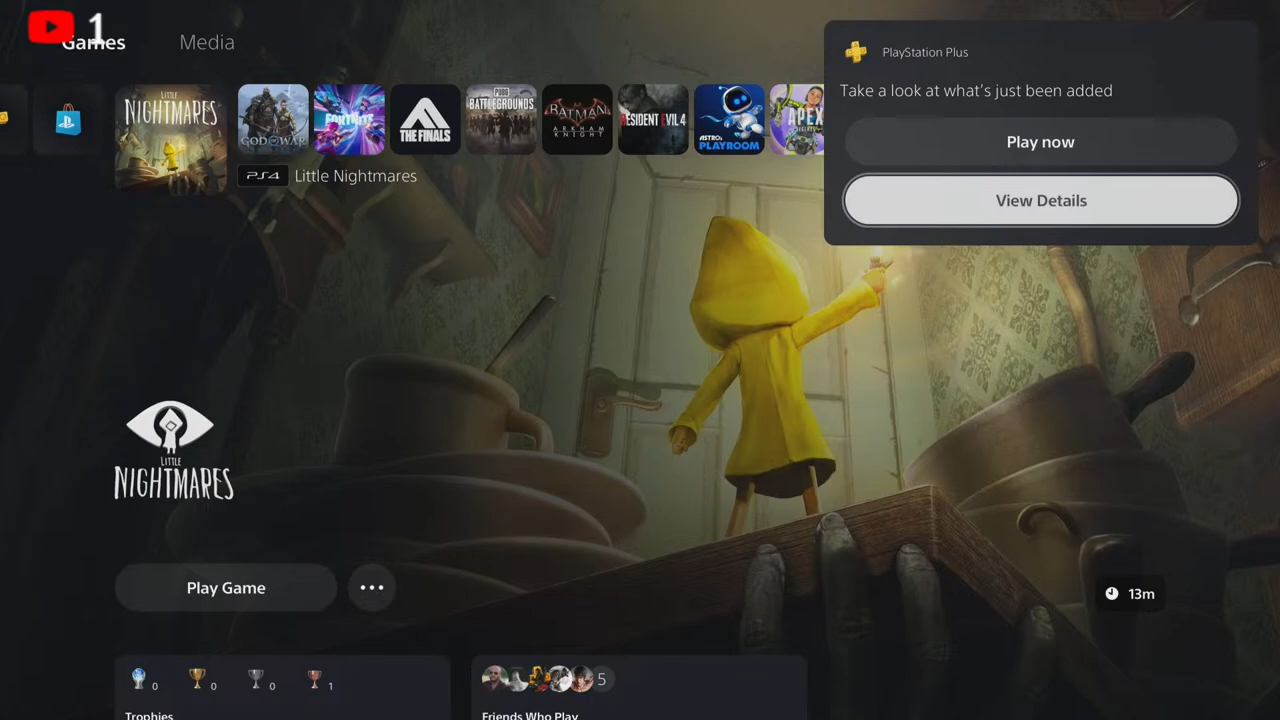 1
Games
Media
PlayStation Plus
Take a look at what's just been added
Play now
View Details
LITTLE
NIGHTMARES
GOD OF WAR
FORTNITE
THE FINALS
PUBG
BATTLEGROUNDS
BATMAN
ARKHAM
KNIGHT
RESIDENT EVIL 4
ASTRO's
PLAYROOM
APEX
PS4
Little Nightmares
LITTLE
NIGHTMARES
Play Game
13m
0
0
0
1
5
Trophies
Friends Who Play